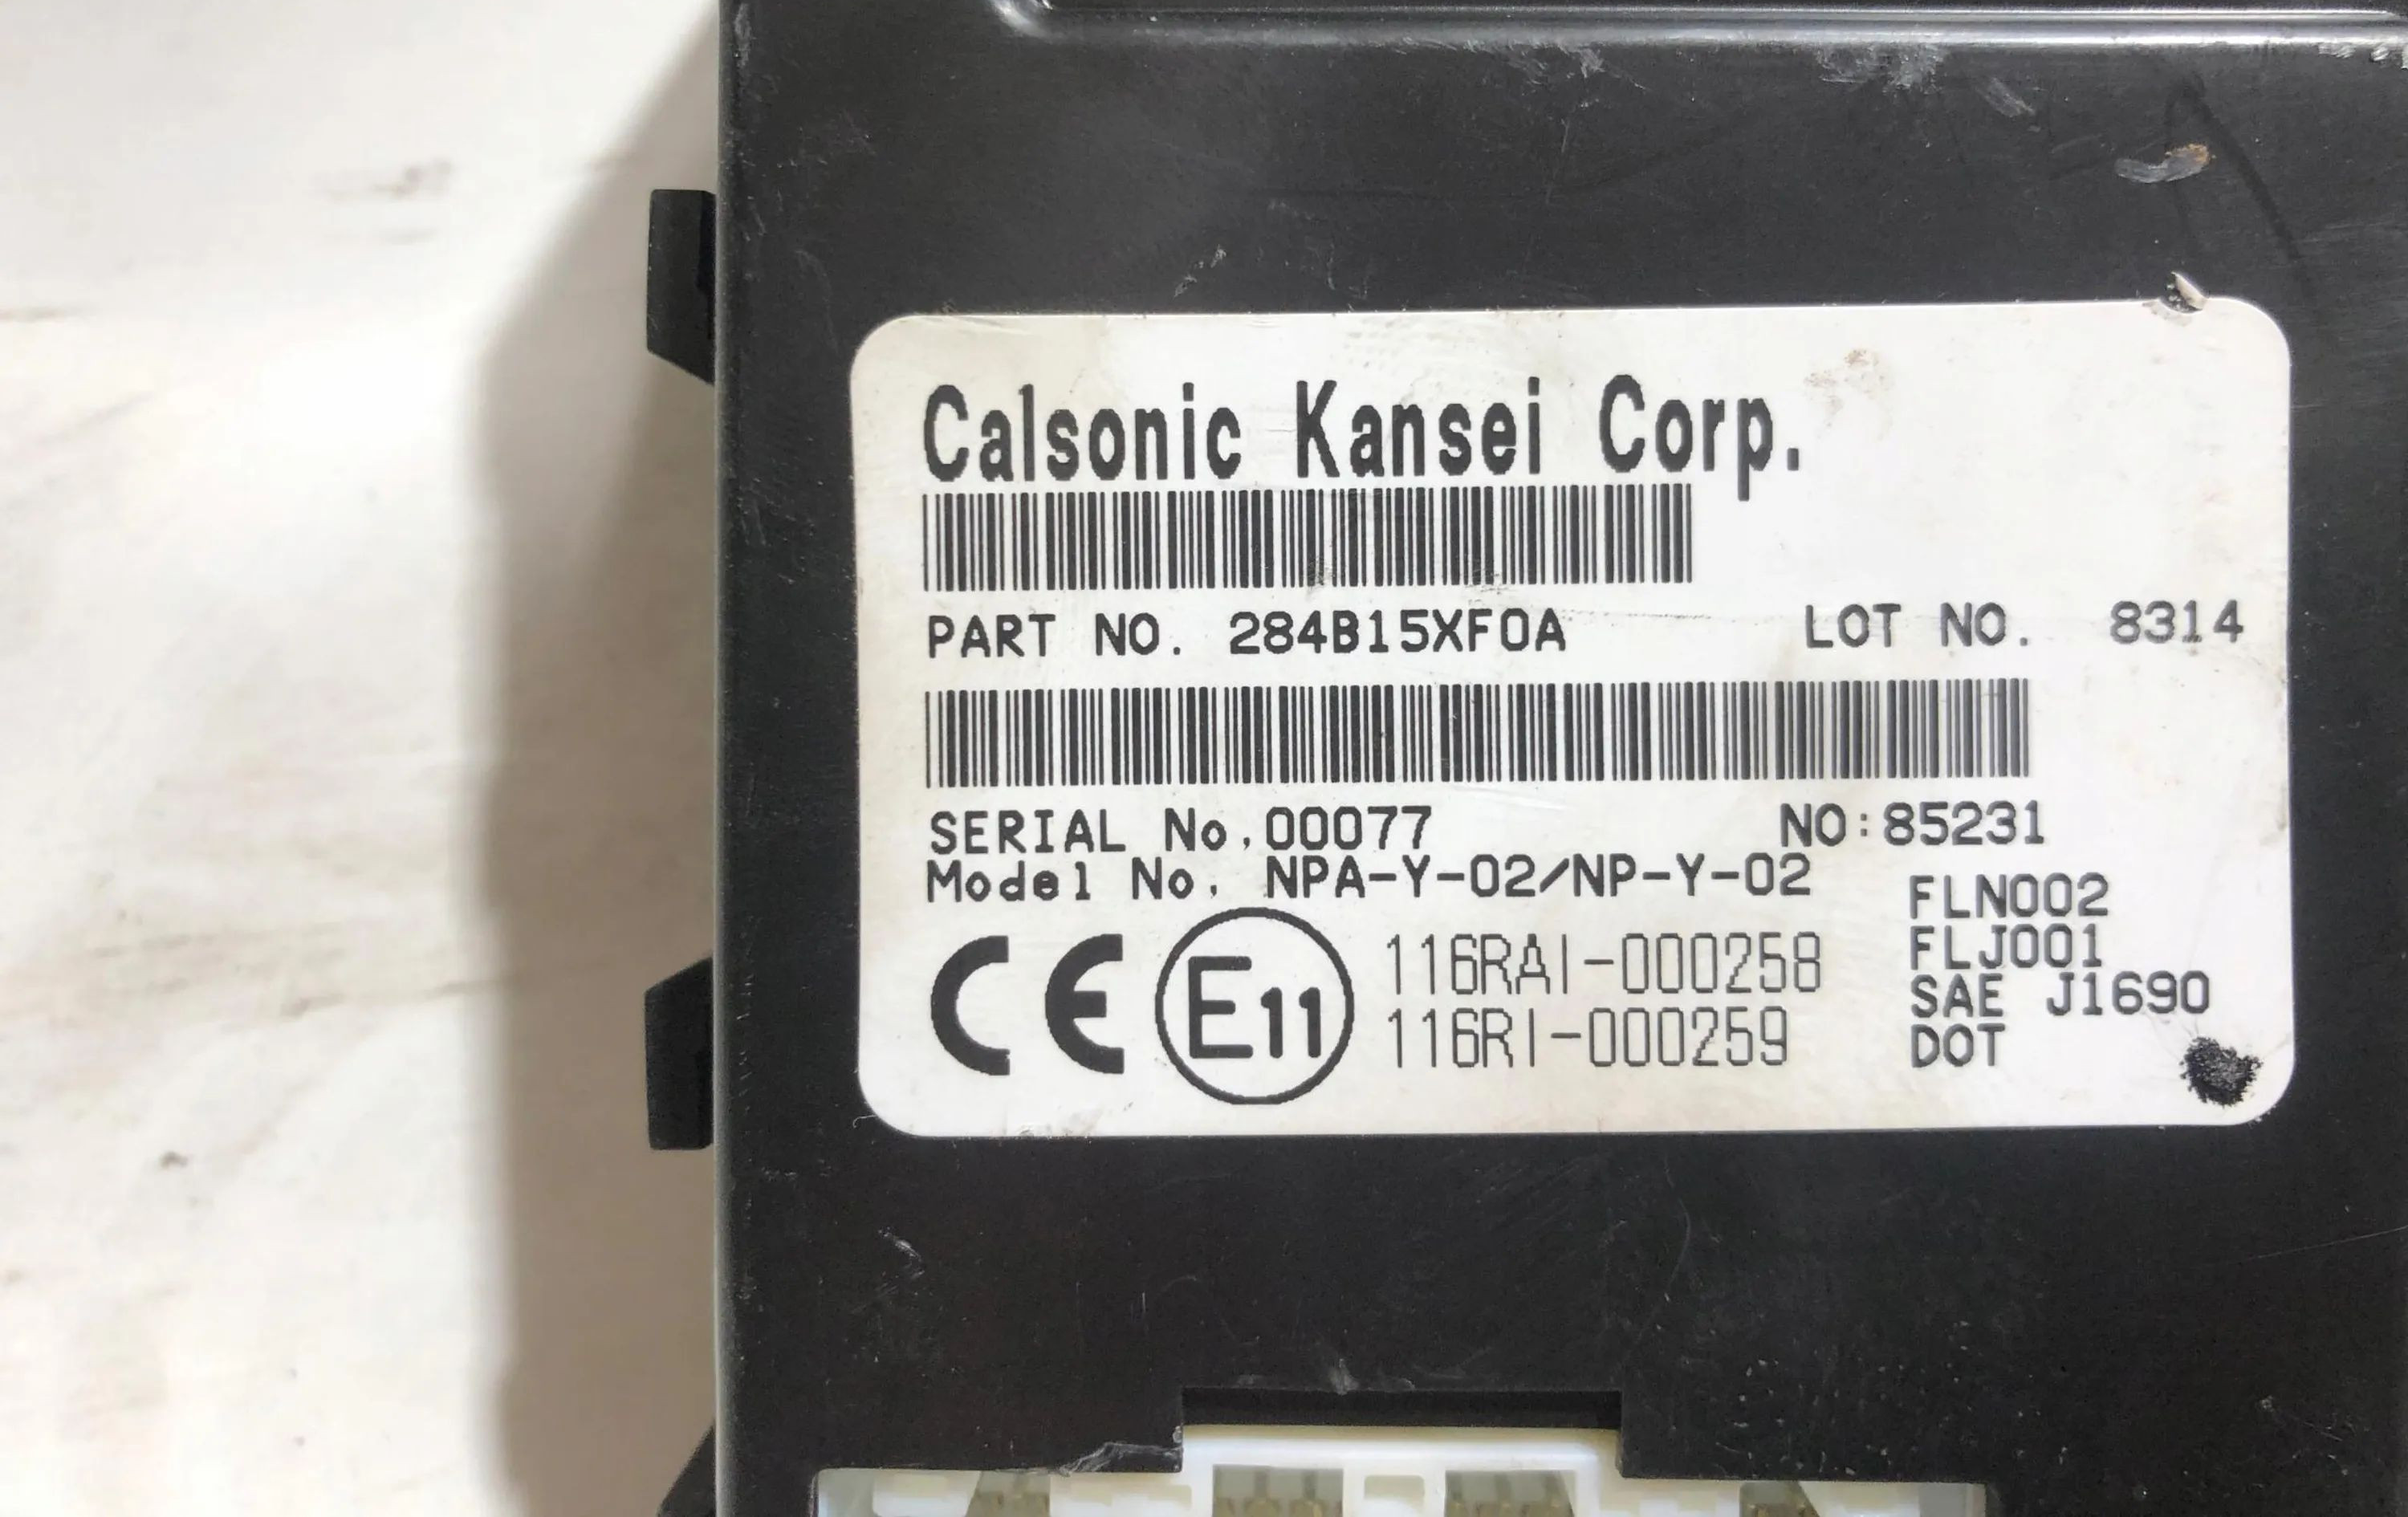 Calsonic Kansei Corp.
PART NO. 284B15XF0A LOT NO. 8314
SERIAL No.00077 NO:85231
Model No. NPA-Y-02/NP-Y-02
FLN002
CE E11 116RAI-000258
FLJ001
SAE J1690
116RI-000259
DOT